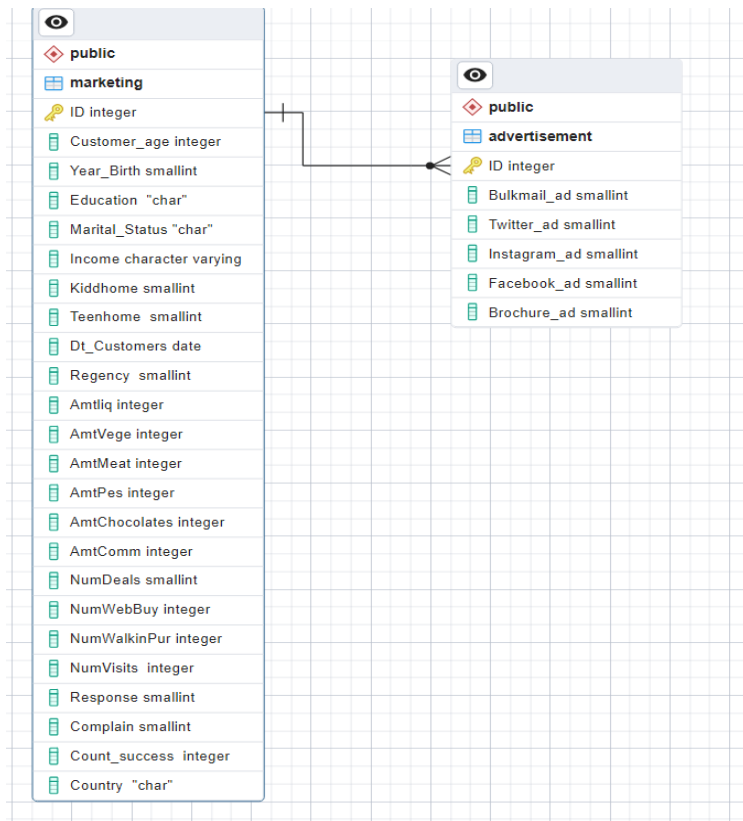 public
marketing
ID integer
Customer_age integer
Year_Birth smallint
Education "char"
Marital_Status "char"
Income character varying
Kiddhome smallint
Teenhome smallint
Dt_Customers date
Regency smallint
Amtliq integer
AmtVege integer
AmtMeat integer
AmtPes integer
AmtChocolates integer
AmtComm integer
NumDeals smallint
NumWebBuy integer
NumWalkinPur integer
NumVisits integer
Response smallint
Complain smallint
Count_success integer
Country "char"
public
advertisement
ID integer
Bulkmail_ad smallint
Twitter_ad smallint
Instagram_ad smallint
Facebook_ad smallint
Brochure_ad smallint